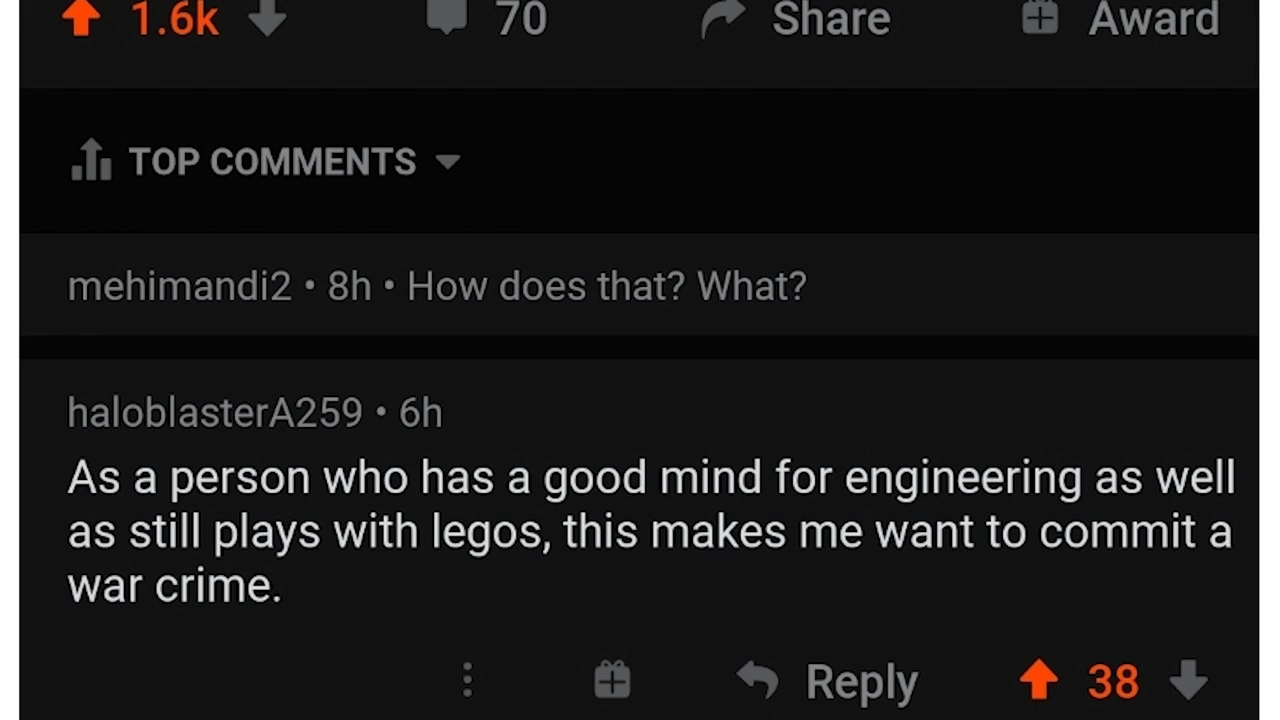 1.6k 70 Share Award
TOP COMMENTS
mehimandi2 • 8h • How does that? What?
haloblasterA259 • 6h
As a person who has a good mind for engineering as well
as still plays with legos, this makes me want to commit a
war crime.
Reply 38